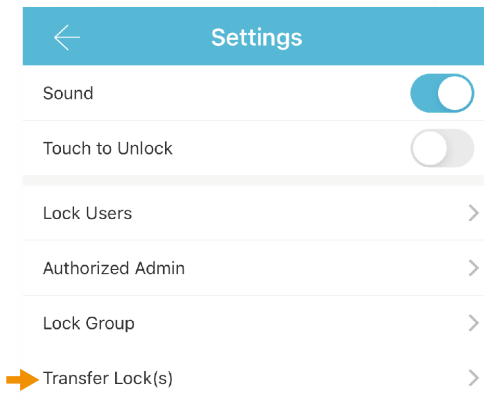 Settings
Sound
Touch to Unlock
Lock Users
Authorized Admin
Lock Group
Transfer Lock(s)